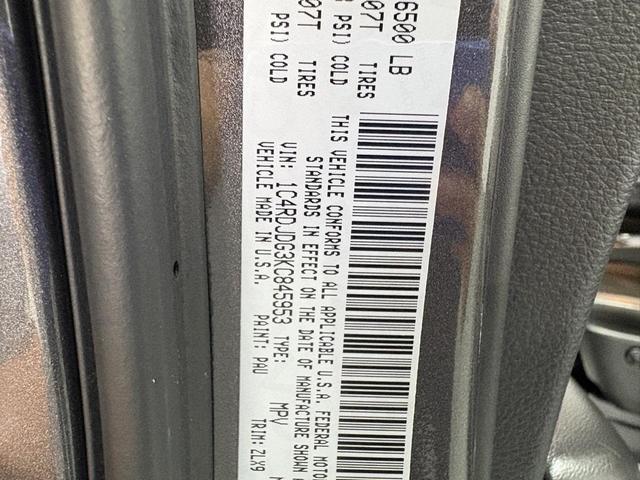 6500 LB
07T TIRES
PSI) COLD
07T TIRES
PSI) COLD
THIS VEHICLE CONFORMS TO ALL APPLICABLE U.S.A. FEDERAL MOTO
STANDARDS IN EFFECT ON THE DATE OF MANUFACTURE SHOWN
VIN: 1C4RDJDG3KC845953 TYPE: MPV
VEHICLE MADE IN U.S.A. PAINT: PAU TRIM: ZLX9